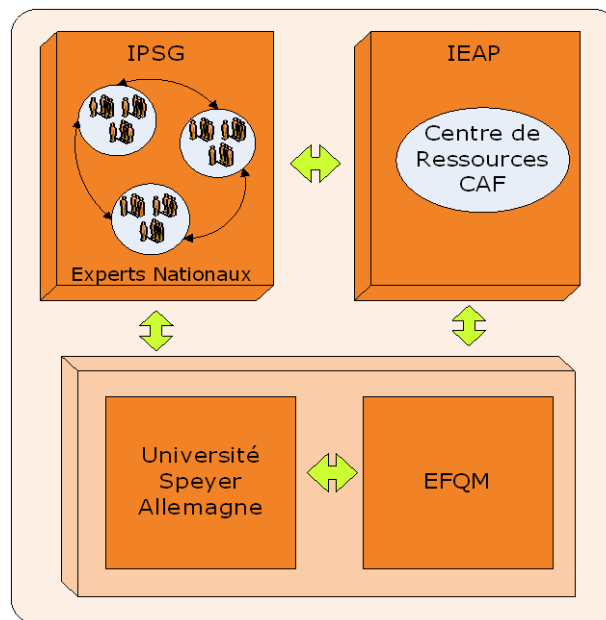 IPSG
Experts Nationaux
IEAP
Centre de
Ressources
CAF
Université
Speyer
Allemagne
EFQM